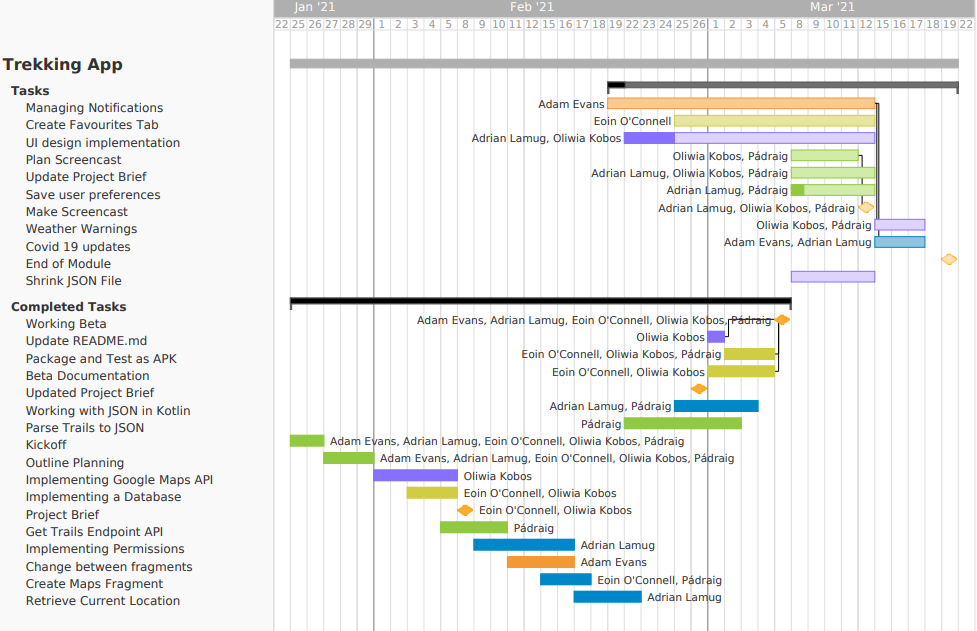 Jan '21 Feb '21 Mar '21
22 25 26 27 28 29 1 2 3 4 5 8 9 10 11 12 15 16 17 18 19 22 23 24 25 26 1 2 3 4 5 8 9 10 11 12 15 16 17 18 19 22
Trekking App
Tasks
Managing Notifications Adam Evans
Create Favourites Tab Eoin O'Connell
UI design implementation Adrian Lamug, Oliwia Kobos
Plan Screencast Oliwia Kobos, Pádraig
Update Project Brief Adrian Lamug, Oliwia Kobos, Pádraig
Save user preferences Adrian Lamug, Pádraig
Make Screencast Adrian Lamug, Oliwia Kobos, Pádraig
Weather Warnings Oliwia Kobos, Pádraig
Covid 19 updates Adam Evans, Adrian Lamug
End of Module
Shrink JSON File
Completed Tasks
Working Beta Adam Evans, Adrian Lamug, Eoin O'Connell, Oliwia Kobos, Pádraig
Update README.md Oliwia Kobos
Package and Test as APK Eoin O'Connell, Oliwia Kobos, Pádraig
Beta Documentation Eoin O'Connell, Oliwia Kobos
Updated Project Brief
Working with JSON in Kotlin Adrian Lamug, Pádraig
Parse Trails to JSON Pádraig
Kickoff Adam Evans, Adrian Lamug, Eoin O'Connell, Oliwia Kobos, Pádraig
Outline Planning Adam Evans, Adrian Lamug, Eoin O'Connell, Oliwia Kobos, Pádraig
Implementing Google Maps API Oliwia Kobos
Implementing a Database Eoin O'Connell, Oliwia Kobos
Project Brief Eoin O'Connell, Oliwia Kobos
Get Trails Endpoint API Pádraig
Implementing Permissions Adrian Lamug
Change between fragments Adam Evans
Create Maps Fragment Eoin O'Connell, Pádraig
Retrieve Current Location Adrian Lamug